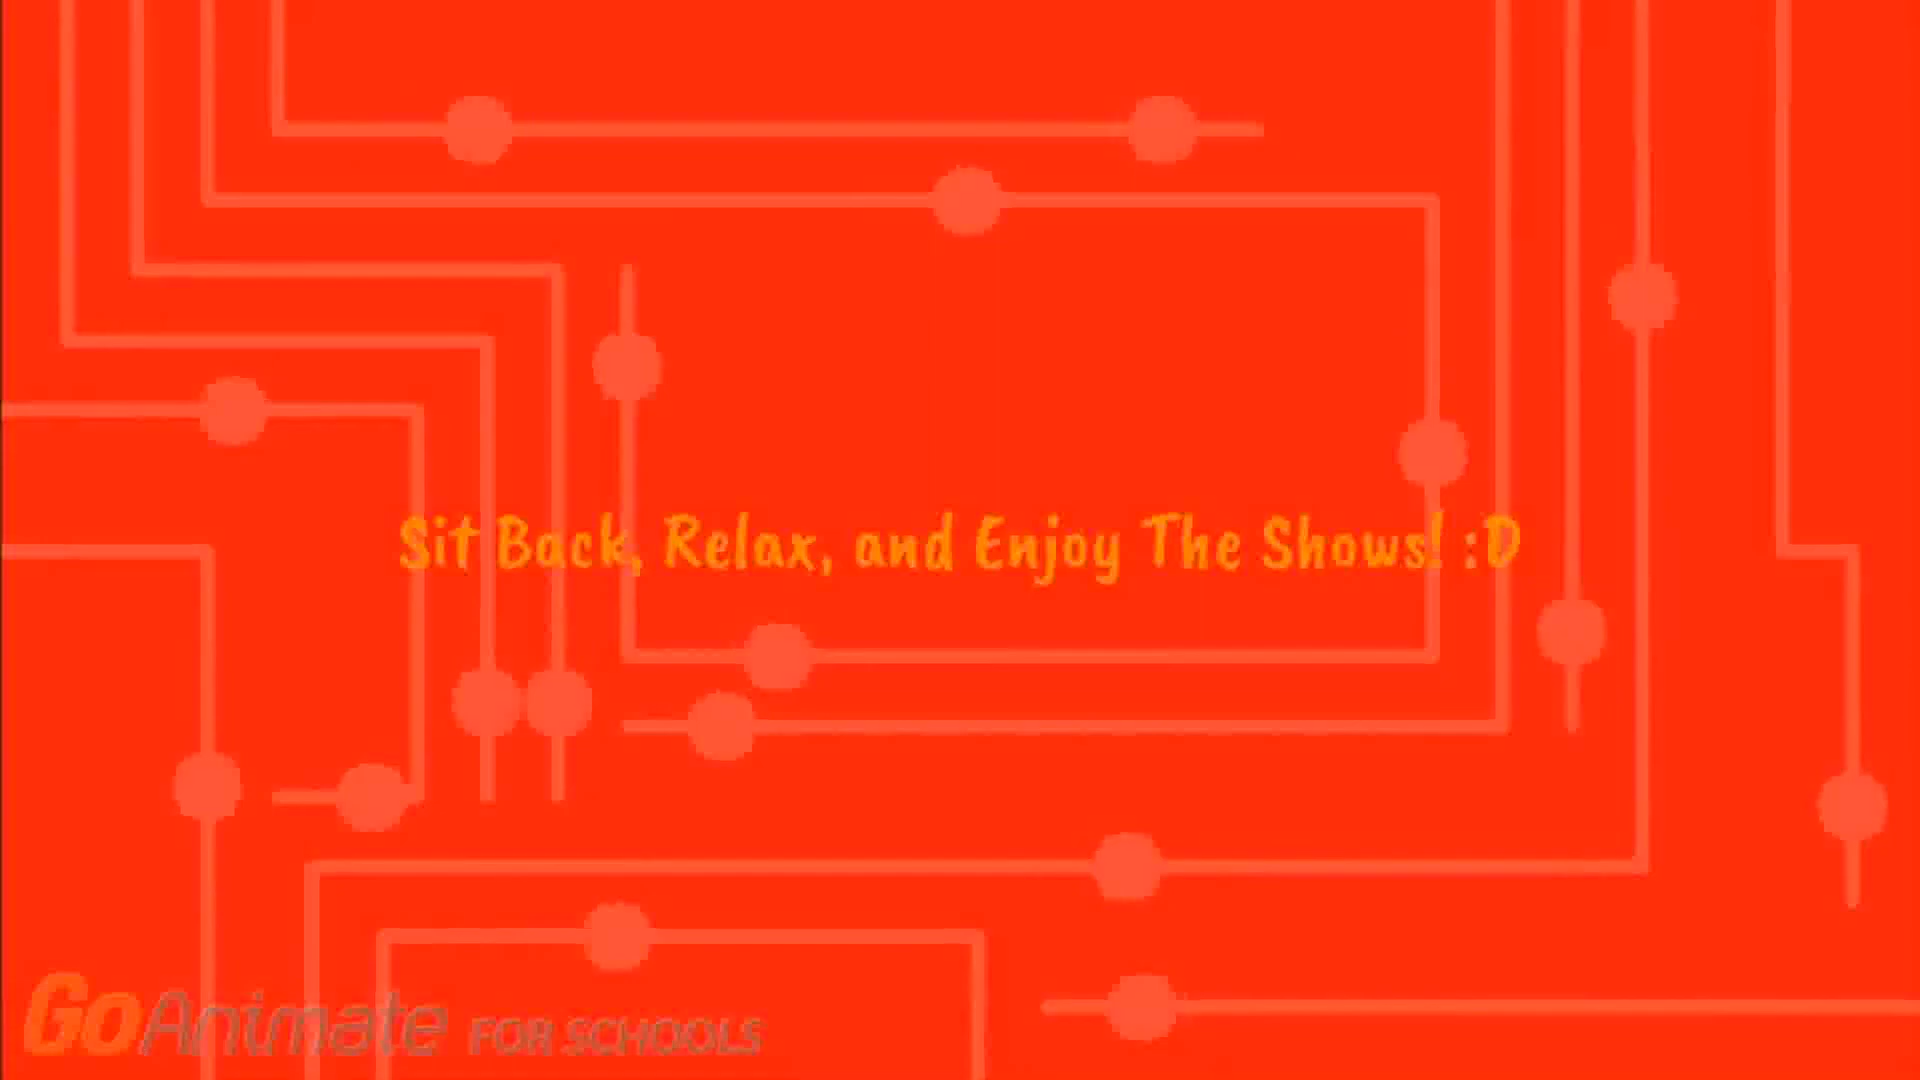 Sit Back, Relax, and Enjoy The Shows! :D
GoAnimate FOR SCHOOLS